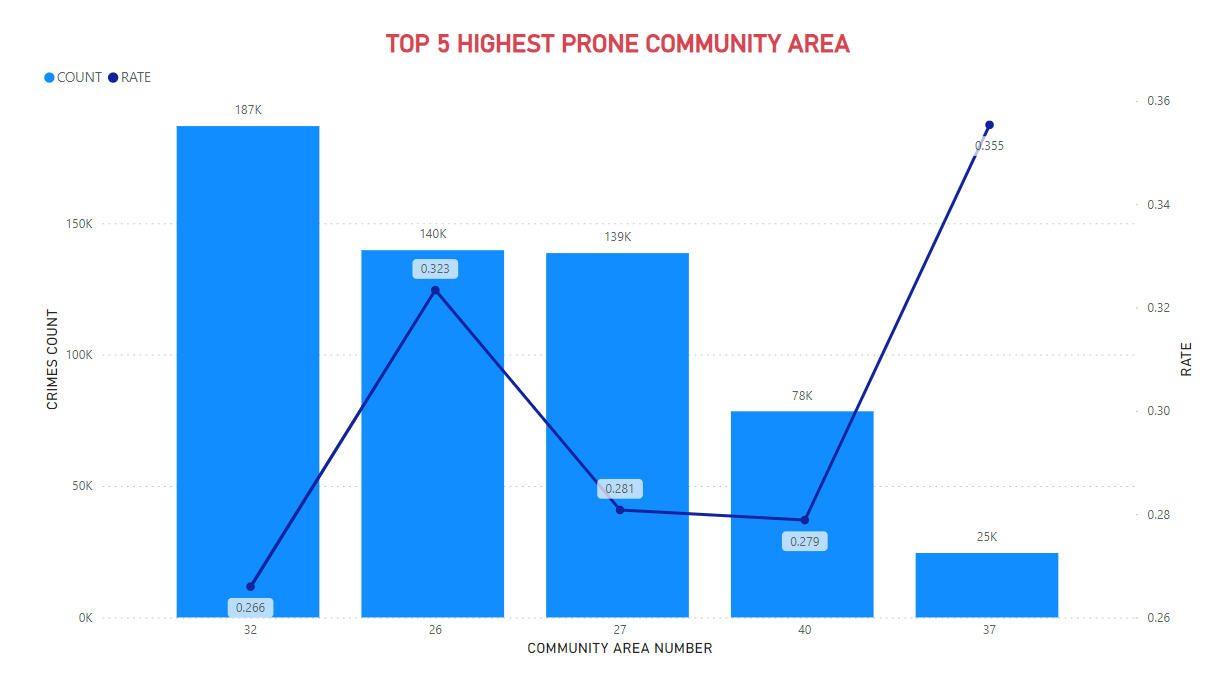 TOP 5 HIGHEST PRONE COMMUNITY AREA
COUNT RATE
187K
140K
139K
78K
25K
0.266
0.323
0.281
0.279
0.355
150K
100K
50K
0K
CRIMES COUNT
0.36
0.34
0.32
0.30
0.28
0.26
RATE
32 26 27 40 37
COMMUNITY AREA NUMBER